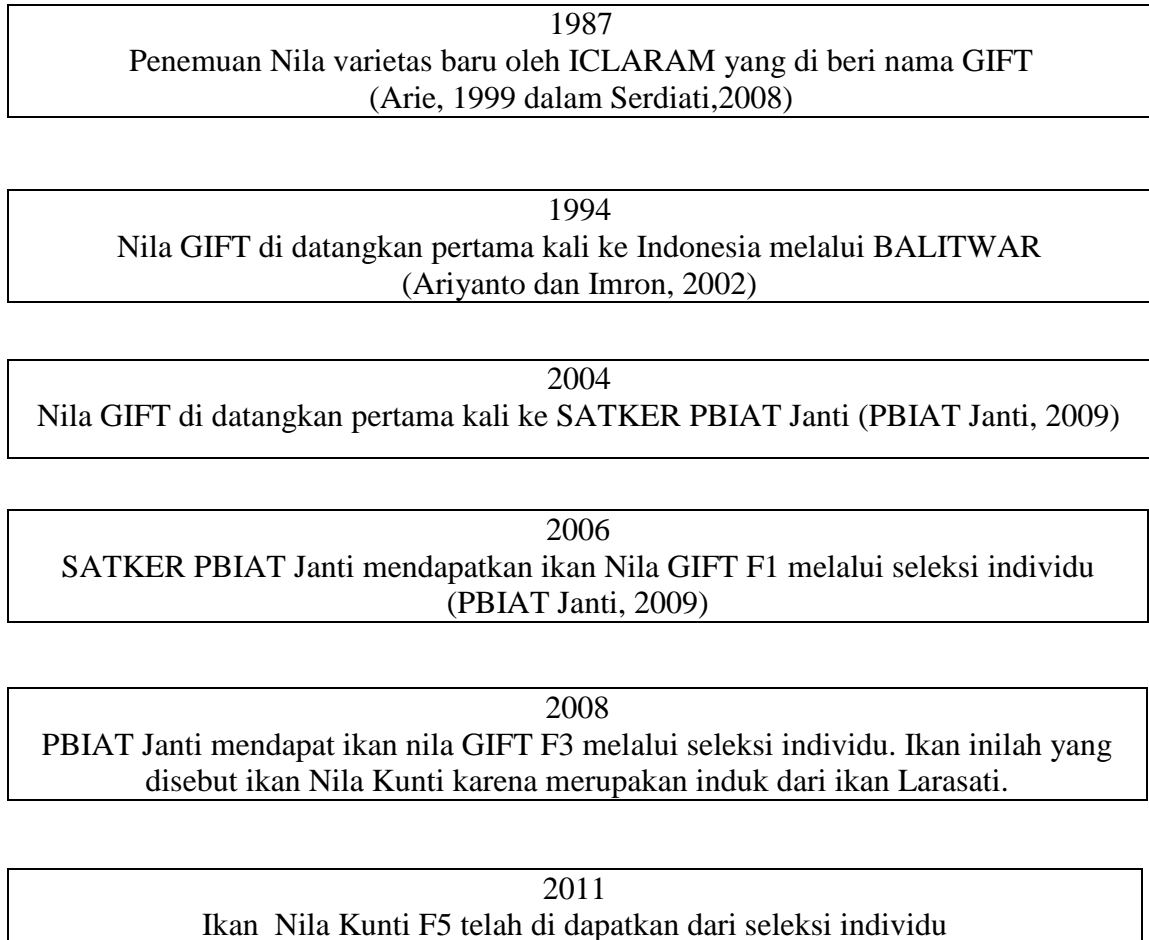 1987
Penemuan Nila varietas baru oleh ICLARAM yang di beri nama GIFT
(Arie, 1999 dalam Serdiati,2008)
1994
Nila GIFT di datangkan pertama kali ke Indonesia melalui BALITWAR
(Ariyanto dan Imron, 2002)
2004
Nila GIFT di datangkan pertama kali ke SATKER PBIAT Janti (PBIAT Janti, 2009)
2006
SATKER PBIAT Janti mendapatkan ikan Nila GIFT F1 melalui seleksi individu
(PBIAT Janti, 2009)
2008
PBIAT Janti mendapat ikan nila GIFT F3 melalui seleksi individu. Ikan inilah yang
disebut ikan Nila Kunti karena merupakan induk dari ikan Larasati.
2011
Ikan  Nila Kunti F5 telah di dapatkan dari seleksi individu